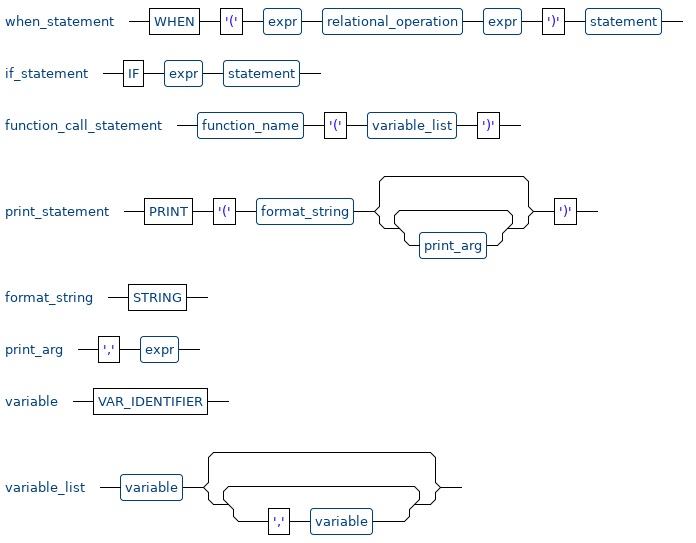 when_statement WHEN '(' expr relational_operation expr ')' statement
if_statement IF expr statement
function_call_statement function_name '(' variable_list ')'
print_statement PRINT '(' format_string ')'
print_arg
format_string STRING
print_arg ',' expr
variable VAR_IDENTIFIER
variable_list variable
',' variable